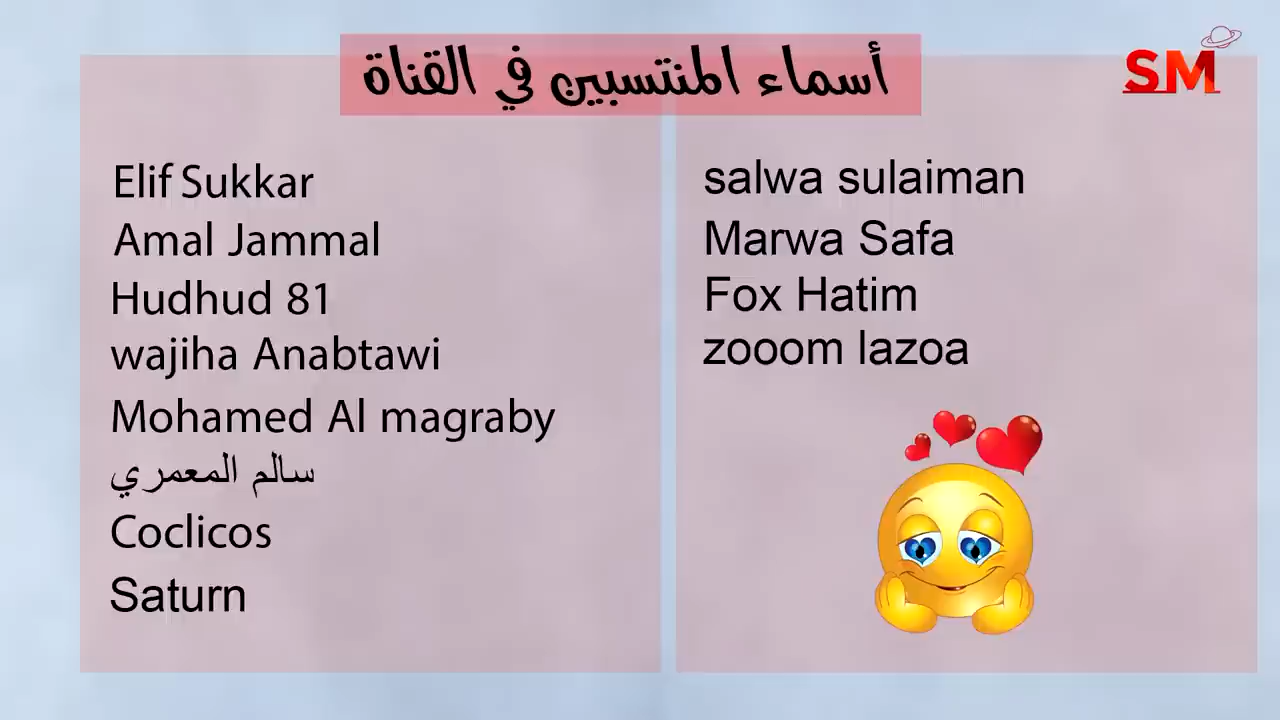 أسماء المنتسبين في القناة
SM
Elif Sukkar
Amal Jammal
Hudhud 81
wajiha Anabtawi
Mohamed Al magraby
سالم المعمري
Coclicos
Saturn
salwa sulaiman
Marwa Safa
Fox Hatim
zooom lazoa